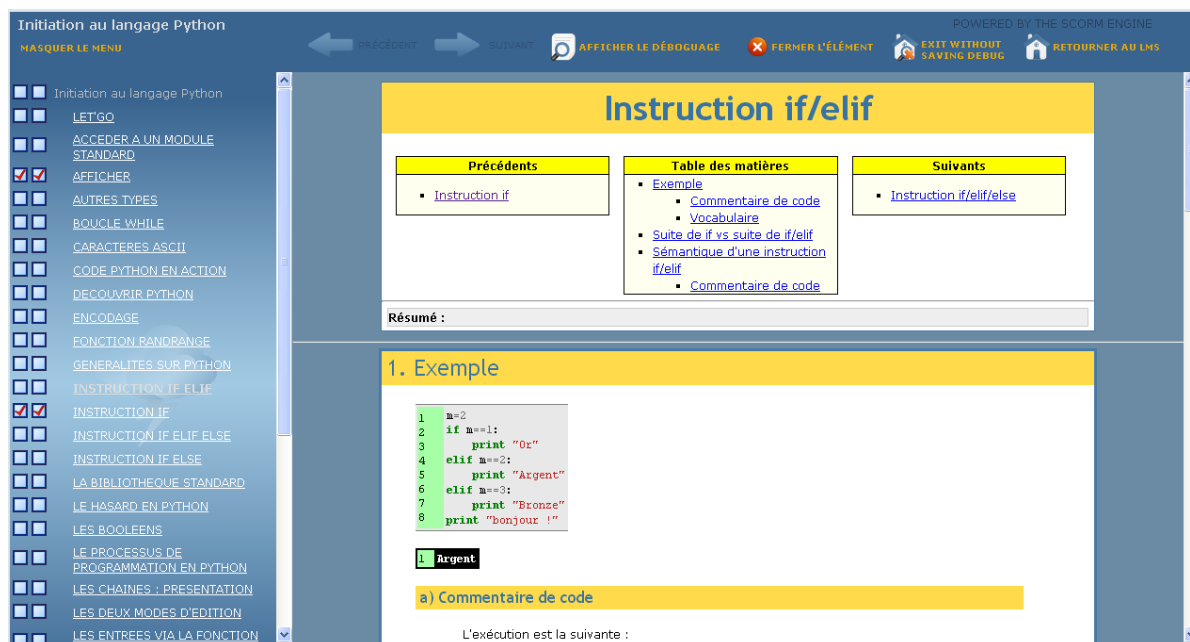 Initiation au langage Python
POWERED BY THE SCORM ENGINE
MASQUER LE MENU
PRÉCÉDENT
SUIVANT
AFFICHER LE DÉBOGUAGE
FERMER L'ÉLÉMENT
EXIT WITHOUT
SAVING DEBUG
RETOURNER AU LMS
Initiation au langage Python
LET'GO
ACCEDER A UN MODULE
STANDARD
AFFICHER
AUTRES TYPES
BOUCLE WHILE
CARACTERES ASCII
CODE PYTHON EN ACTION
DECOUVRIR PYTHON
ENCODAGE
FONCTION RANDRANGE
GENERALITES SUR PYTHON
INSTRUCTION IF ELIF
INSTRUCTION IF
INSTRUCTION IF ELIF ELSE
INSTRUCTION IF ELSE
LA BIBLIOTHEQUE STANDARD
LE HASARD EN PYTHON
LES BOOLEENS
LE PROCESSUS DE
PROGRAMMATION EN PYTHON
LES CHAINES : PRESENTATION
LES DEUX MODES D'EDITION
LES ENTREES VIA LA FONCTION
Instruction if/elif
Précédents
Instruction if
Table des matières
Exemple
Commentaire de code
Vocabulaire
Suite de if vs suite de if/elif
Sémantique d'une instruction
if/elif
Commentaire de code
Suivants
Instruction if/elif/else
Résumé :
1. Exemple
1 m=2
2 if m==1:
3 print "Or"
4 elif m==2:
5 print "Argent"
6 elif m==3:
7 print "Bronze"
8 print "bonjour !"
1 Argent
a) Commentaire de code
L'exécution est la suivante :